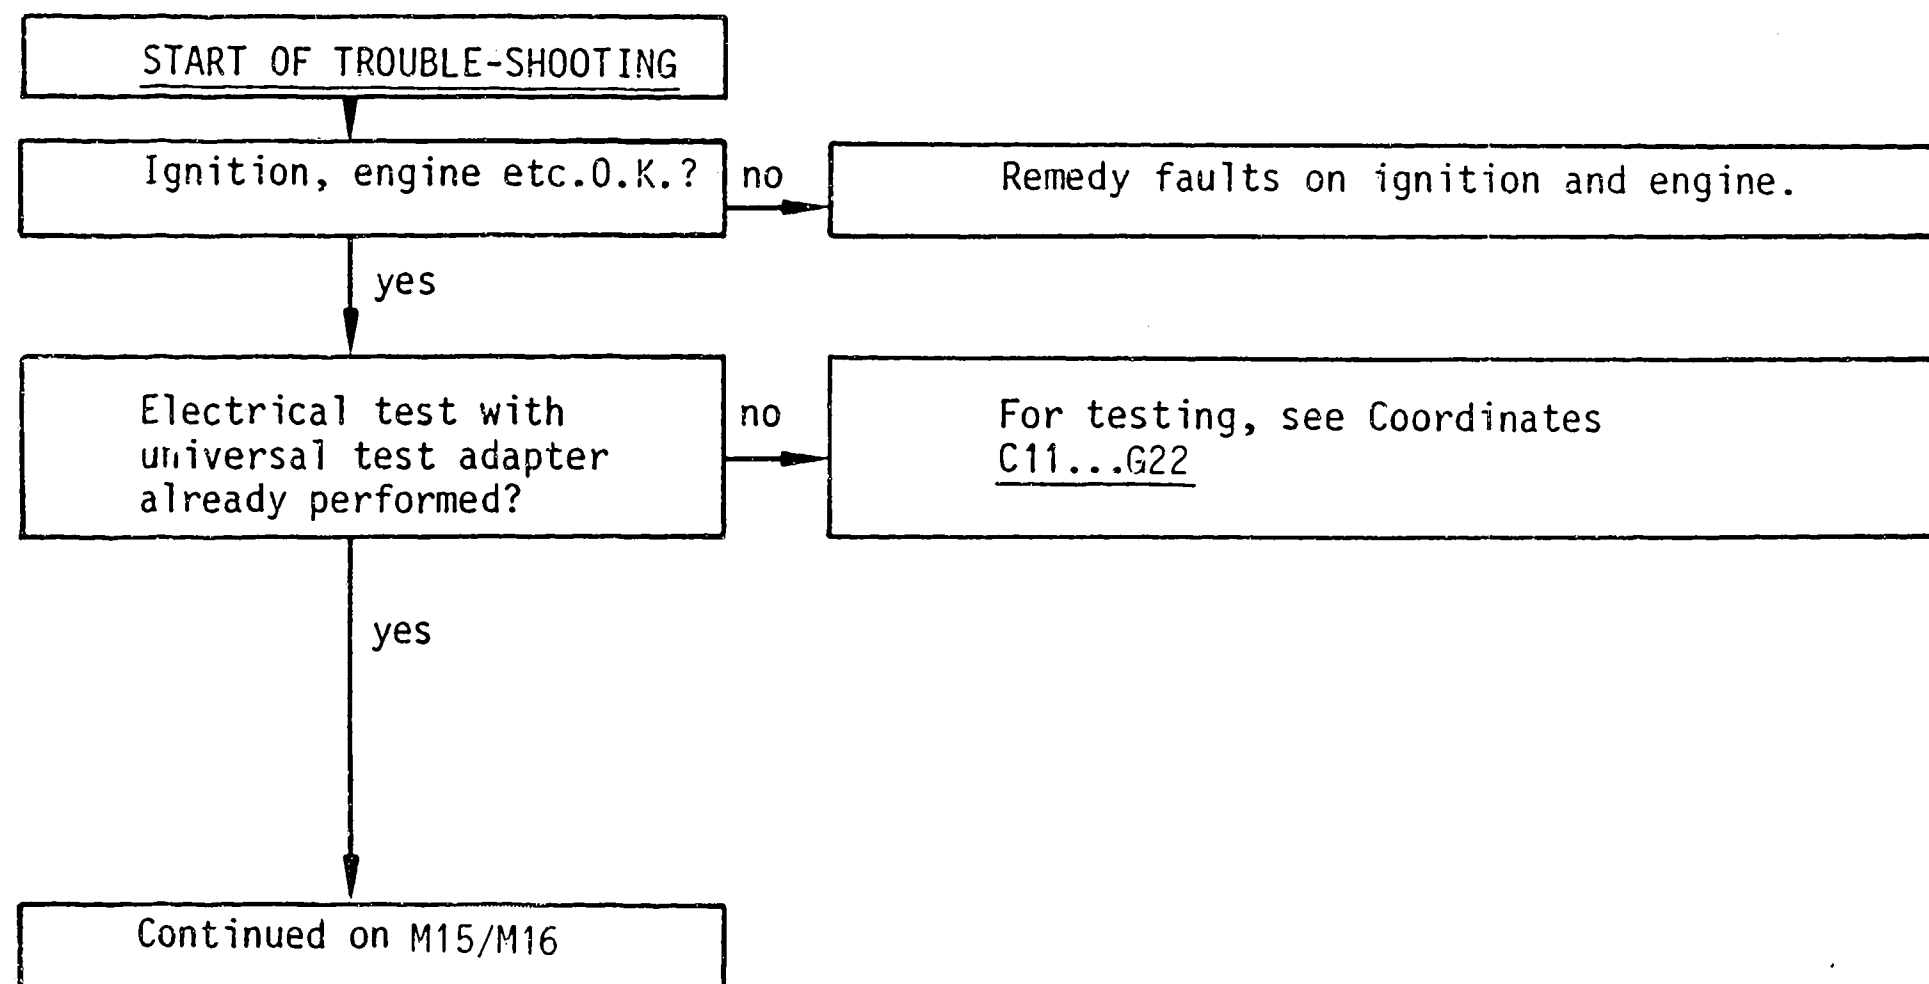 START OF TROUBLE-SHOOTING
Ignition, engine etc.O.K.?
no
Remedy faults on ignition and engine.
yes
Electrical test with
universal test adapter
already performed?
no
For testing, see Coordinates
C11...G22
yes
Continued on M15/M16